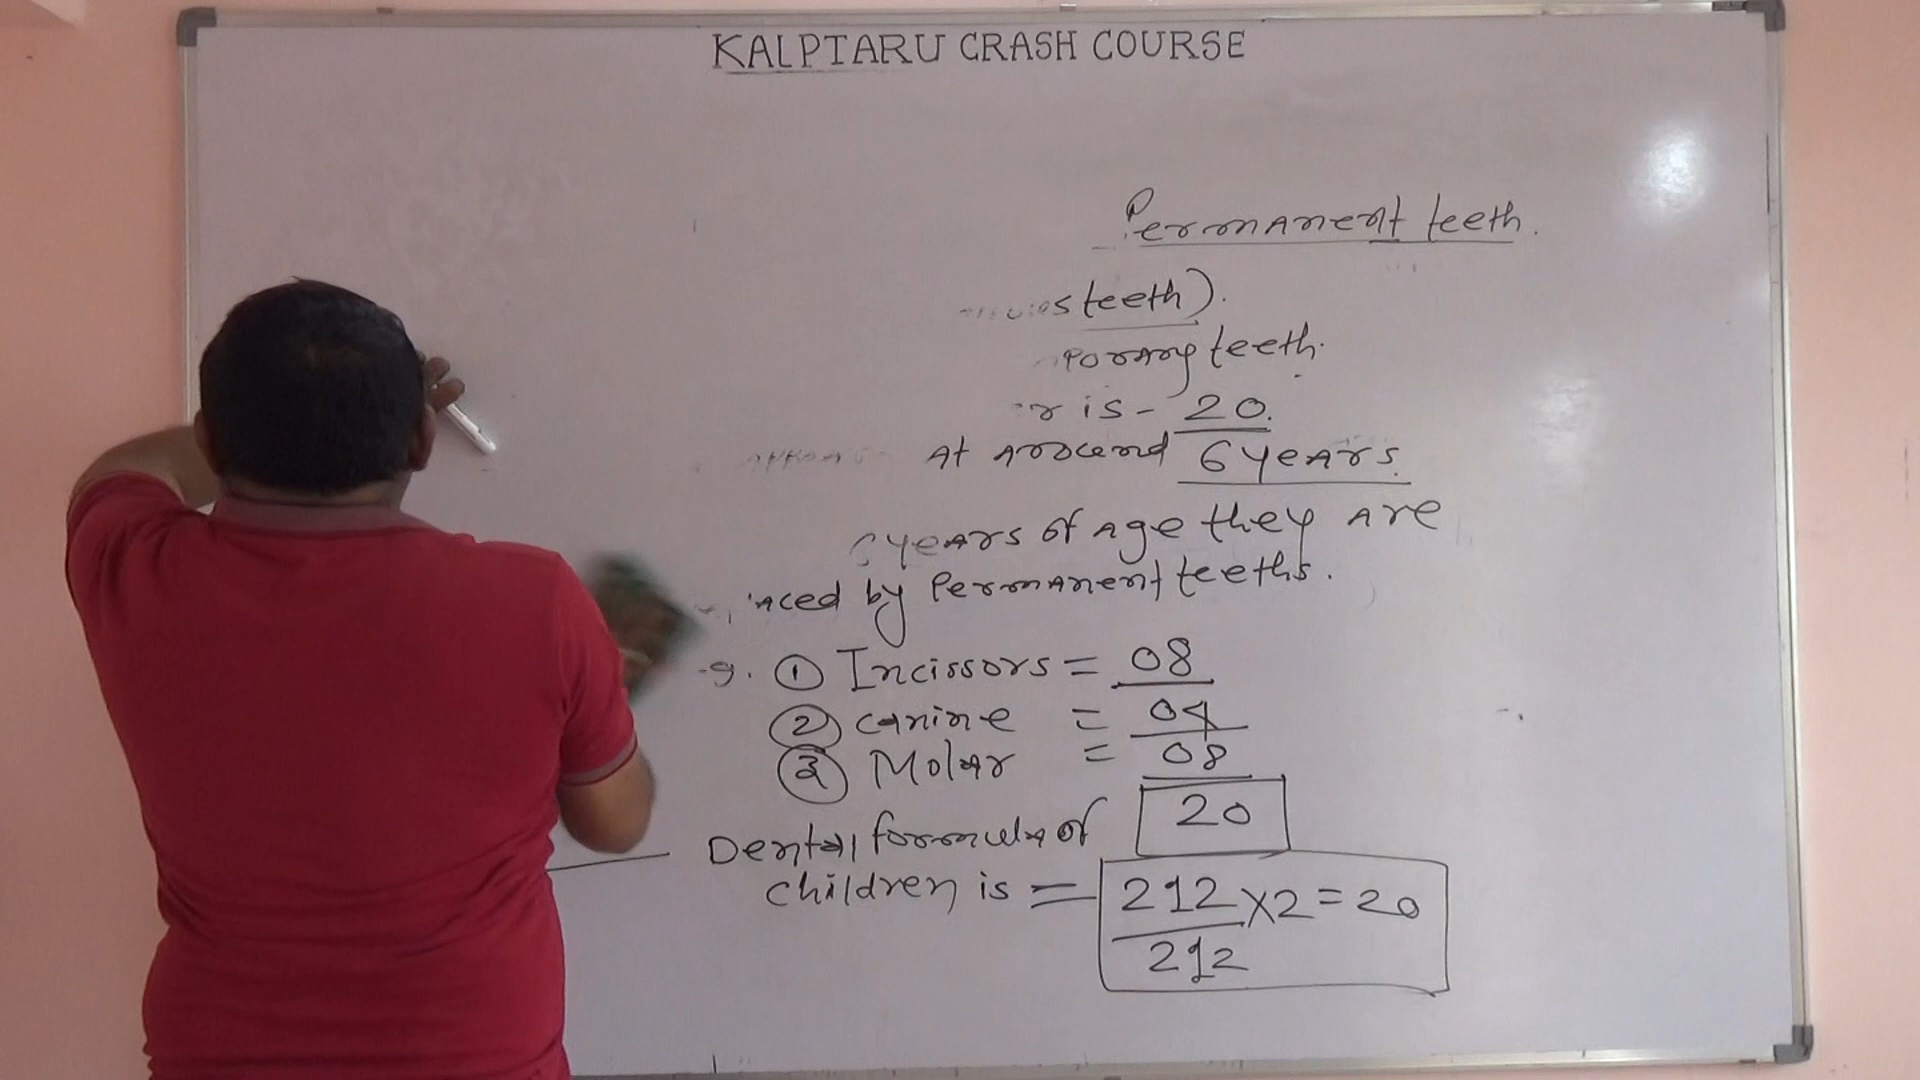 KALPTARU CRASH COURSE
Permanent teeth.
teeth).
teeth.
is - 20.
At around 6 years.
years of age they are
by Permanent teeths.
① Incissors = 08
② canine = 04
③ Molar = 08
20
Dental formula of
children is = 212/212 X2 = 20